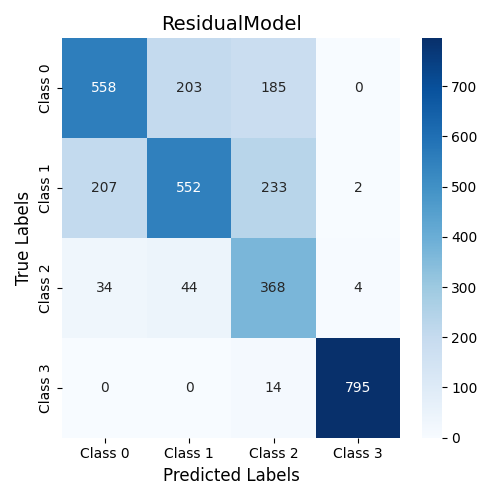 ResidualModel
True Labels
Class 0
558 203 185 0
Class 1
207 552 233 2
Class 2
34 44 368 4
Class 3
0 0 14 795
Class 0 Class 1 Class 2 Class 3
Predicted Labels
700
600
500
400
300
200
100
0